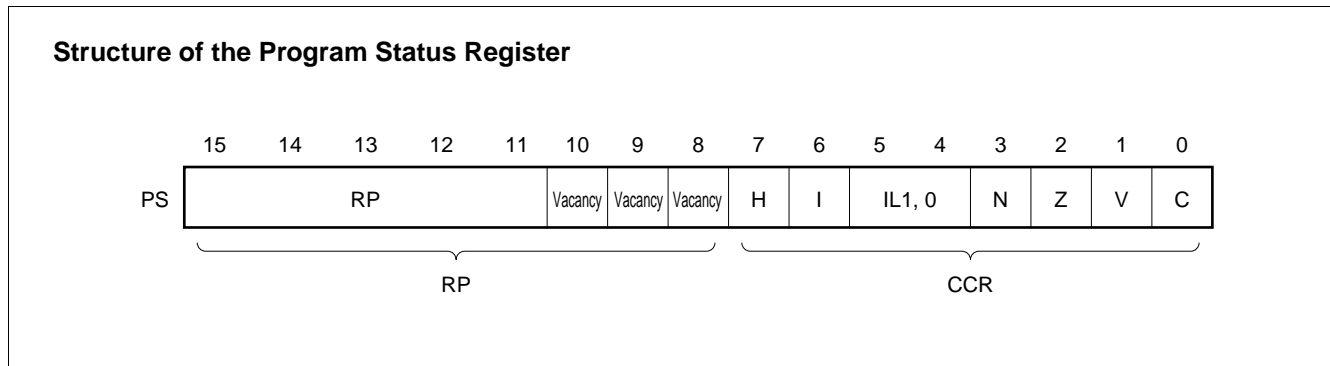 Structure of the Program Status Register
15 14 13 12 11 10 9 8 7 6 5 4 3 2 1 0
PS RP Vacancy Vacancy Vacancy H I IL1, 0 N Z V C
RP CCR